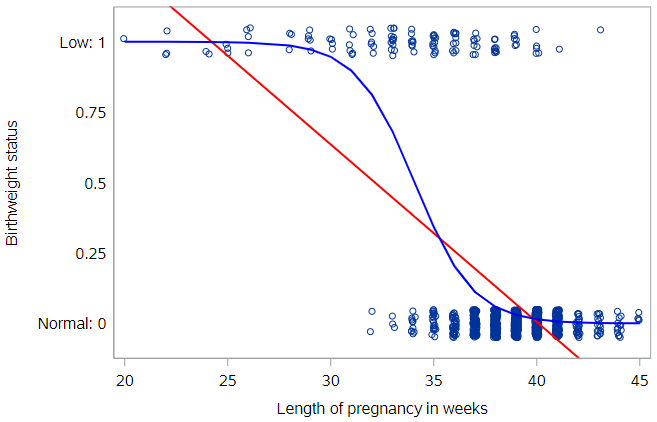 Low: 1
0.75
0.5
0.25
Normal: 0
Birthweight status
20 25 30 35 40 45
Length of pregnancy in weeks